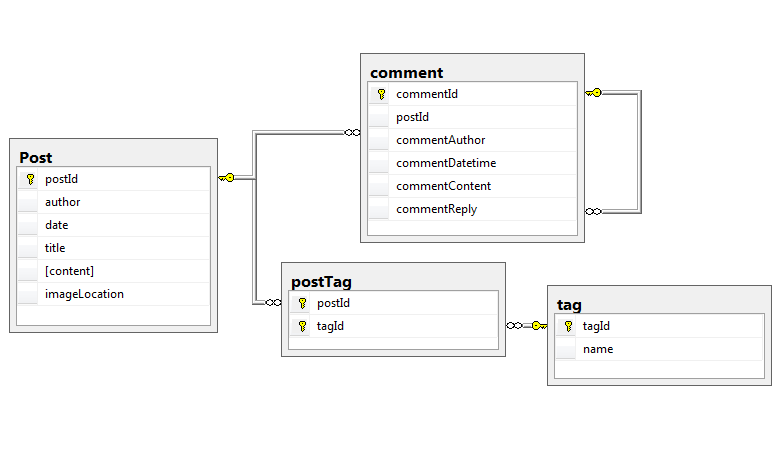 Post
postId
author
date
title
[content]
imageLocation
comment
commentId
postId
commentAuthor
commentDatetime
commentContent
commentReply
postTag
postId
tagId
tag
tagId
name